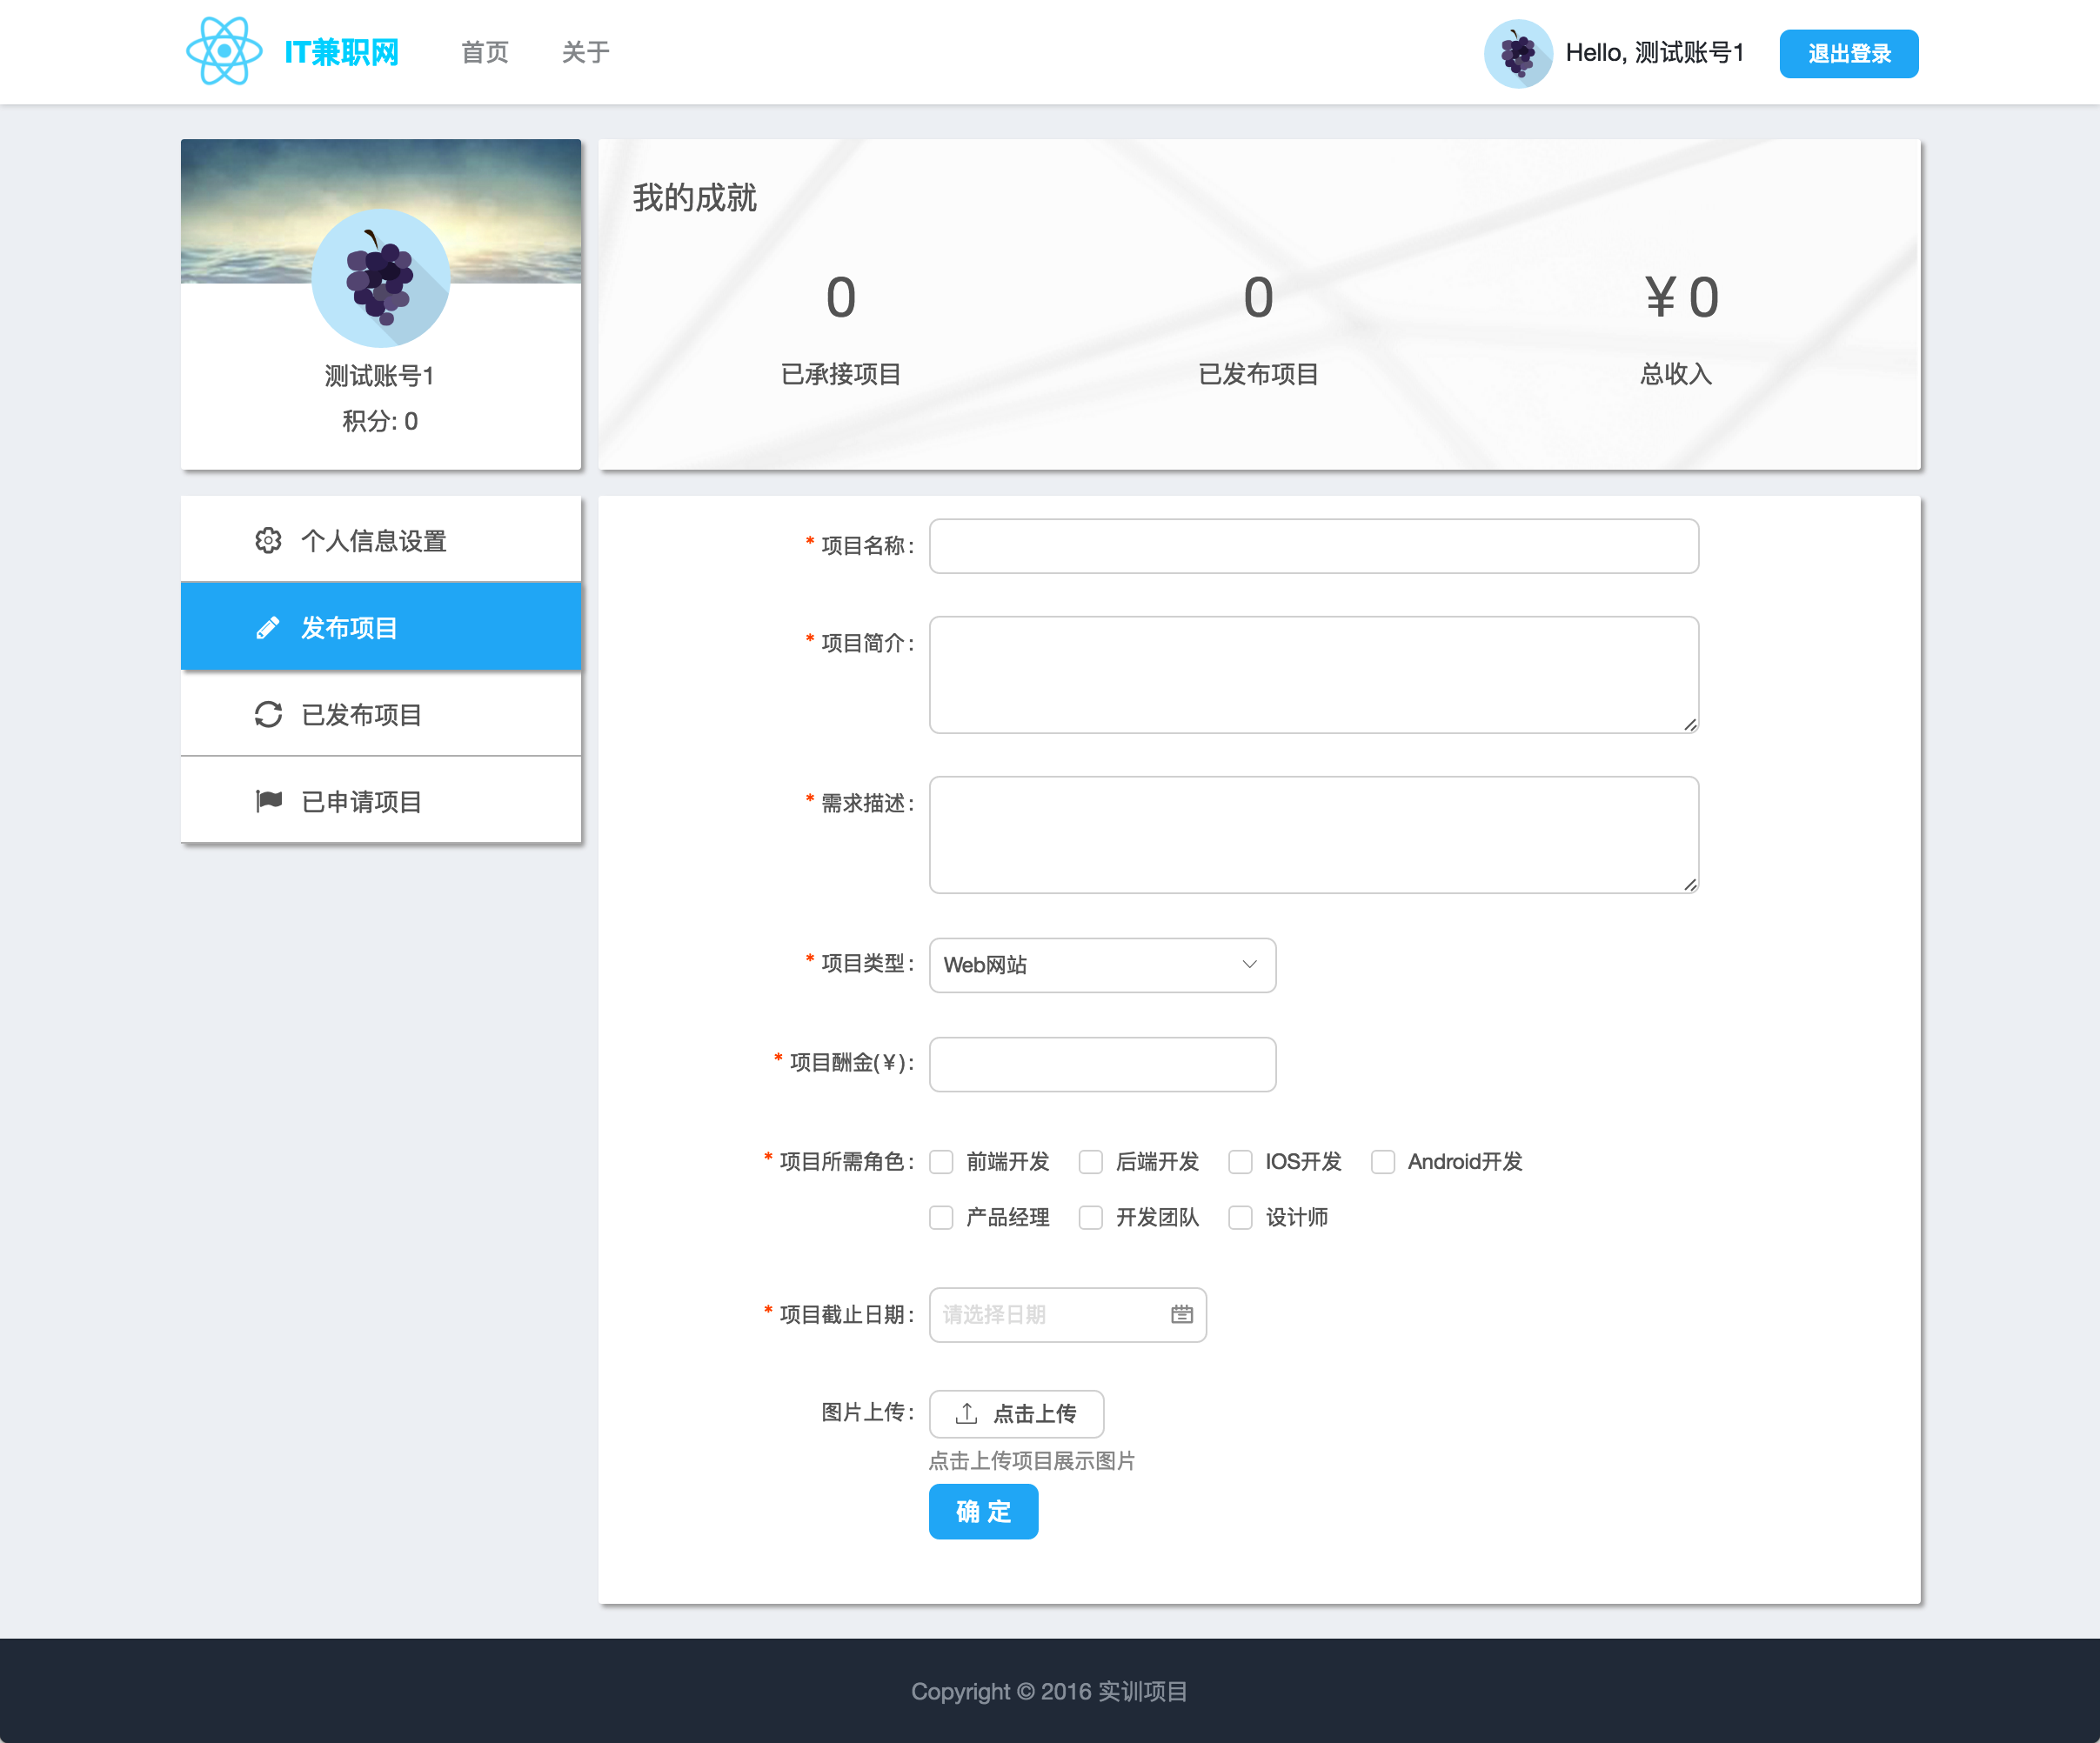 IT兼职网 首页 关于 Hello, 测试账号1 退出登录
测试账号1
积分: 0
我的成就
0 0 ¥ 0
已承接项目 已发布项目 总收入
个人信息设置
发布项目
已发布项目
已申请项目
* 项目名称:
* 项目简介:
* 需求描述:
* 项目类型: Web网站
* 项目酬金(¥):
* 项目所需角色: 前端开发 后端开发 IOS开发 Android开发
产品经理 开发团队 设计师
* 项目截止日期: 请选择日期
图片上传: 点击上传
点击上传项目展示图片
确 定
Copyright © 2016 实训项目